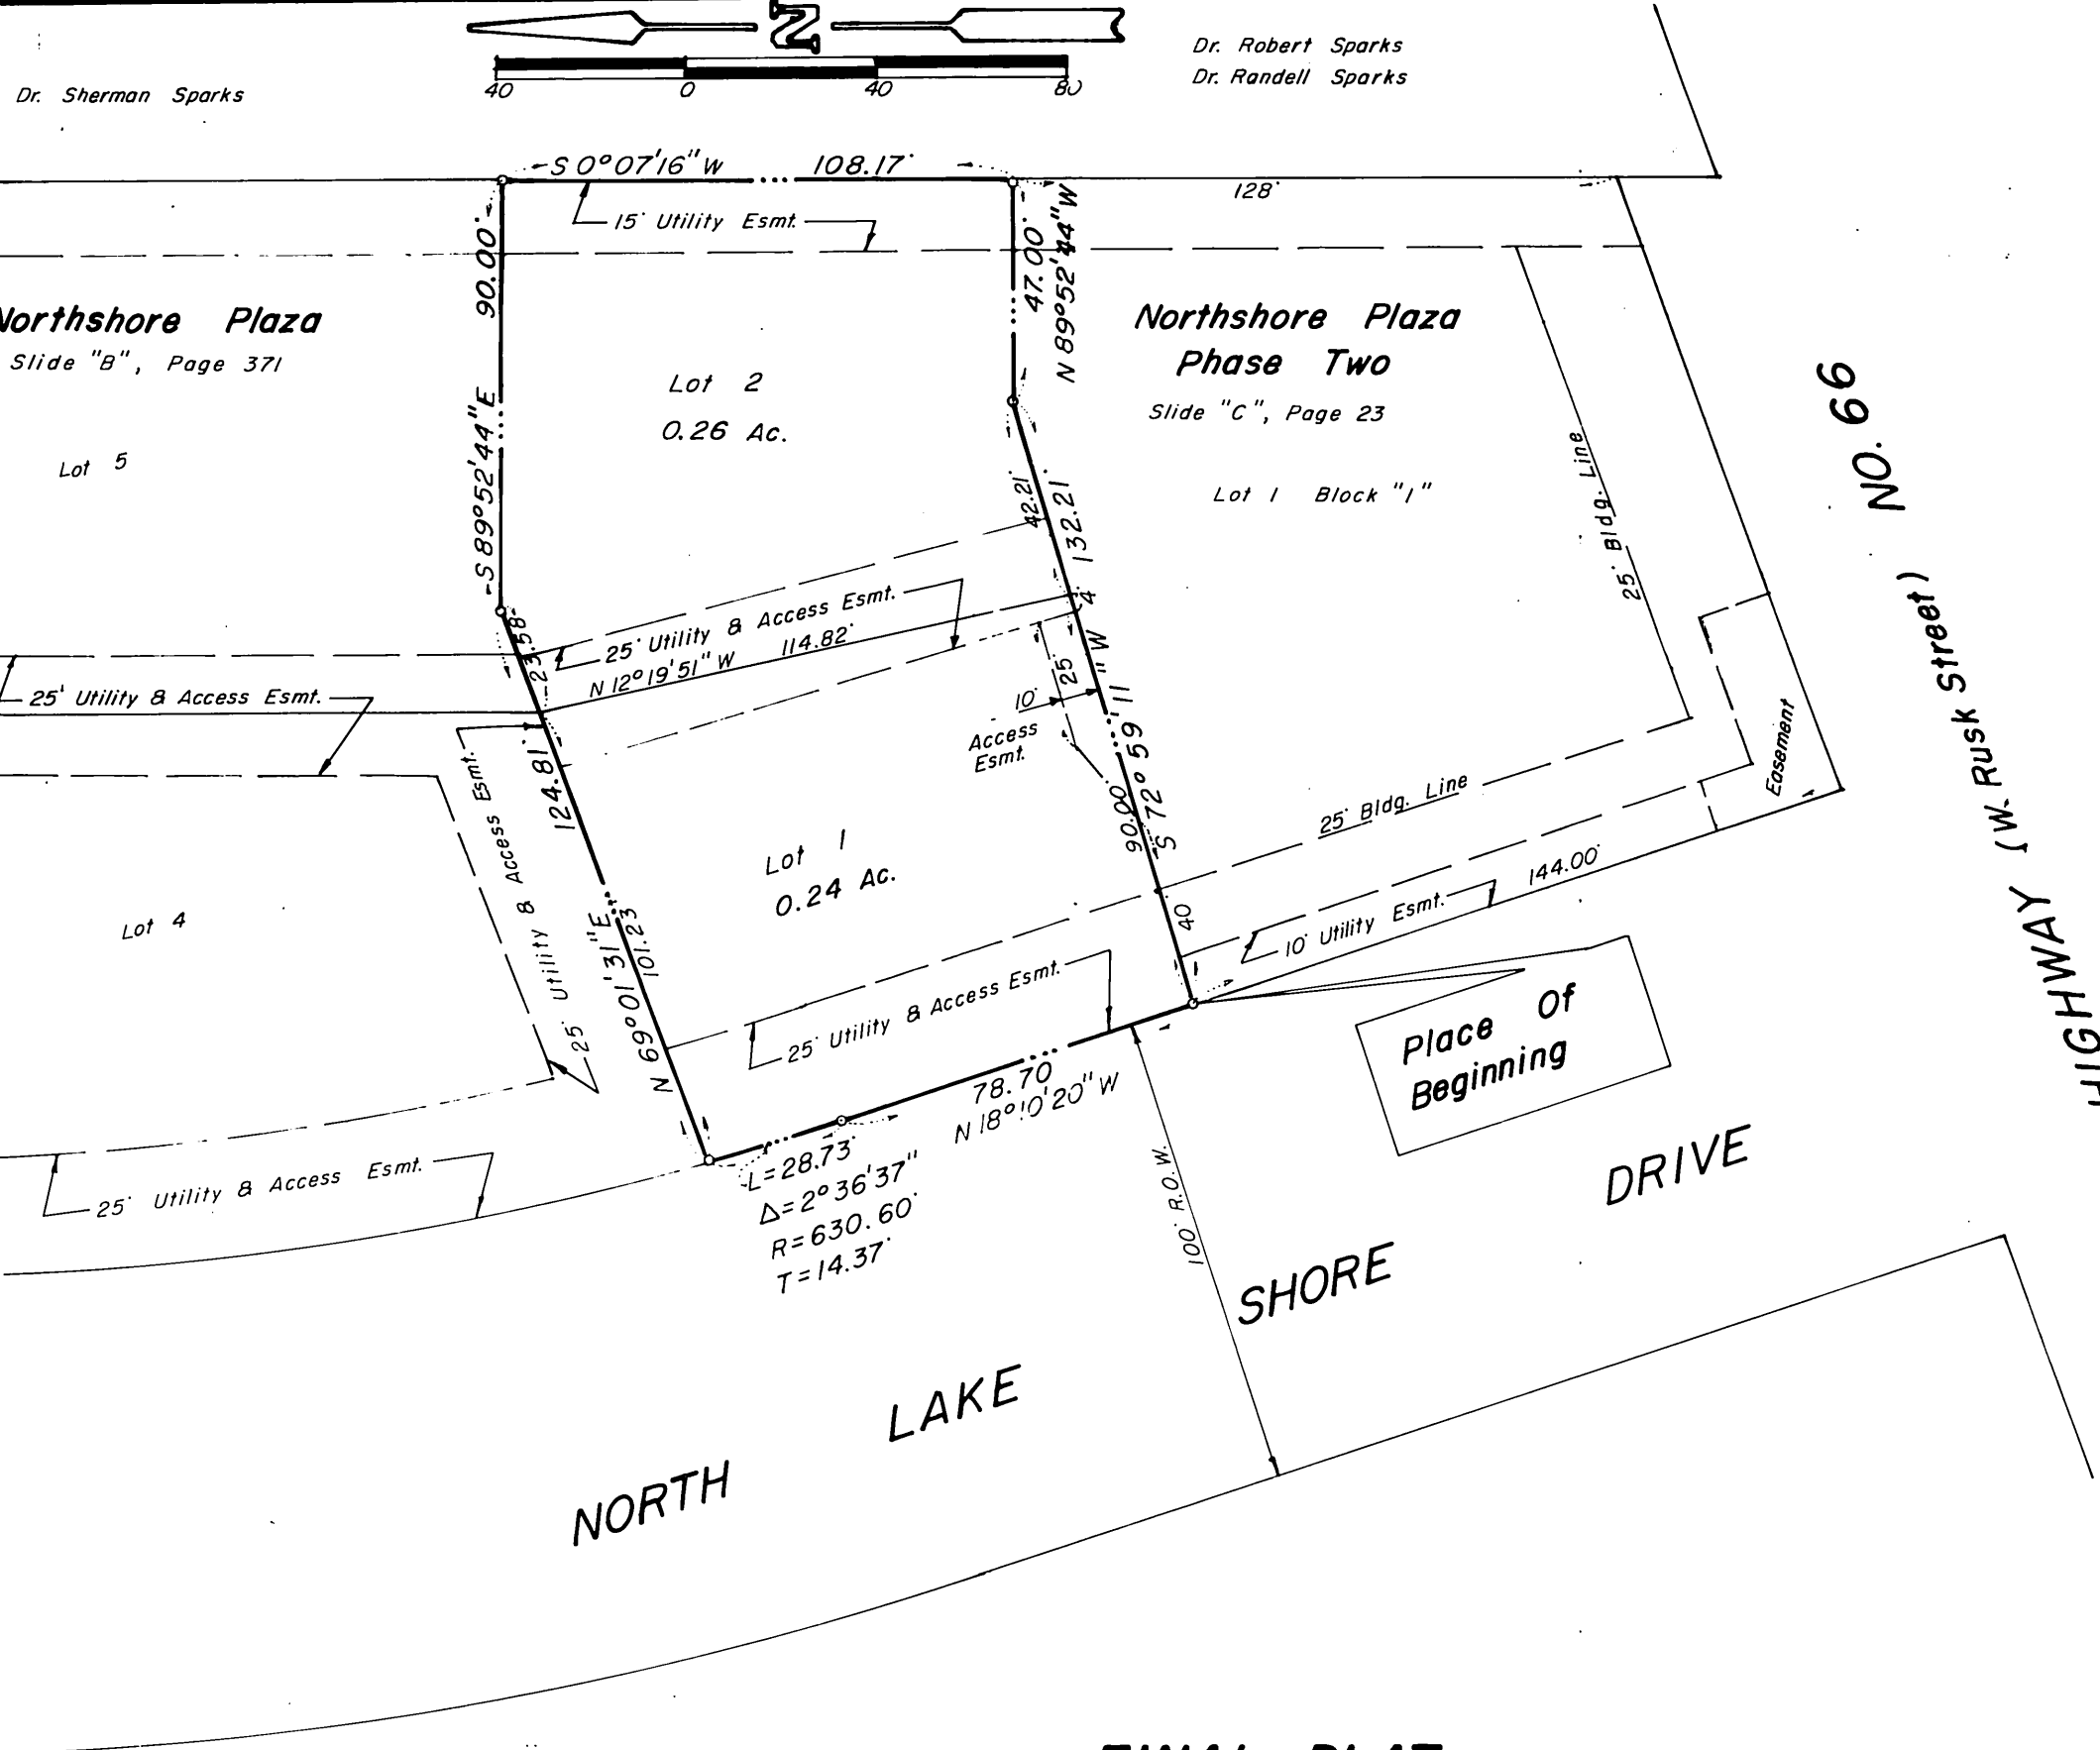 N
Dr. Robert Sparks
Dr. Randell Sparks
Dr. Sherman Sparks
40 0 40 80
S 0°07'16" W 108.17'
128'
15' Utility Esmt.
90.00'
S 89°52'44" E
47.00'
N 89°52'44" W
Northshore Plaza
Slide "B", Page 371
Lot 5
Lot 2
0.26 Ac.
Northshore Plaza
Phase Two
Slide "C", Page 23
Lot 1 Block "1"
25' Bldg. Line
HIGHWAY NO. 66
(W. Rusk Street)
42.21'
132.21'
4'
S 72°59'11" W
23.58'
25' Utility & Access Esmt.
N 12°19'51" W 114.82'
25'
10'
Access
Esmt.
90.00
25' Utility & Access Esmt.
25' Utility & Access Esmt.
124.81'
N 69°01'31" E
101.23
Lot 4
Lot 1
0.24 Ac.
25' Bldg. Line
Easement
144.00'
10' Utility Esmt.
40
25' Utility & Access Esmt.
Place Of
Beginning
78.70
N 18°10'20" W
L=28.73'
Δ=2°36'37"
R=630.60'
T=14.37'
25' Utility & Access Esmt.
100' R.O.W.
NORTH LAKE SHORE DRIVE
FINAL PLAT